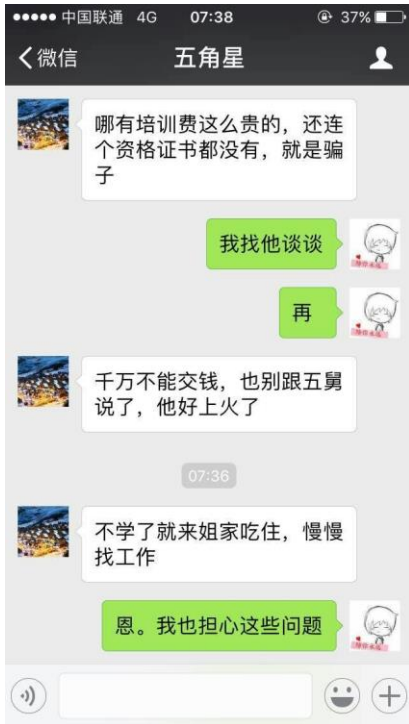 中国联通 4G 07:38 37%
微信 五角星
哪有培训费这么贵的，还连
个资格证书都没有，就是骗
子
我找他谈谈
再
千万不能交钱，也别跟五舅
说了，他好上火了
07:36
不学了就来姐家吃住，慢慢
找工作
恩。我也担心这些问题